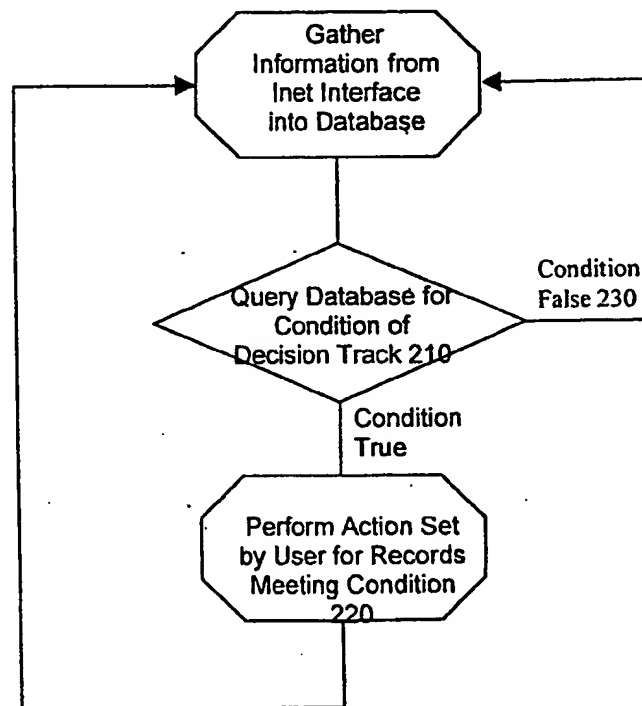 Gather
Information from
Inet Interface
into Database
Query Database for
Condition of
Decision Track 210
Condition
False 230
Condition
True
Perform Action Set
by User for Records
Meeting Condition
220